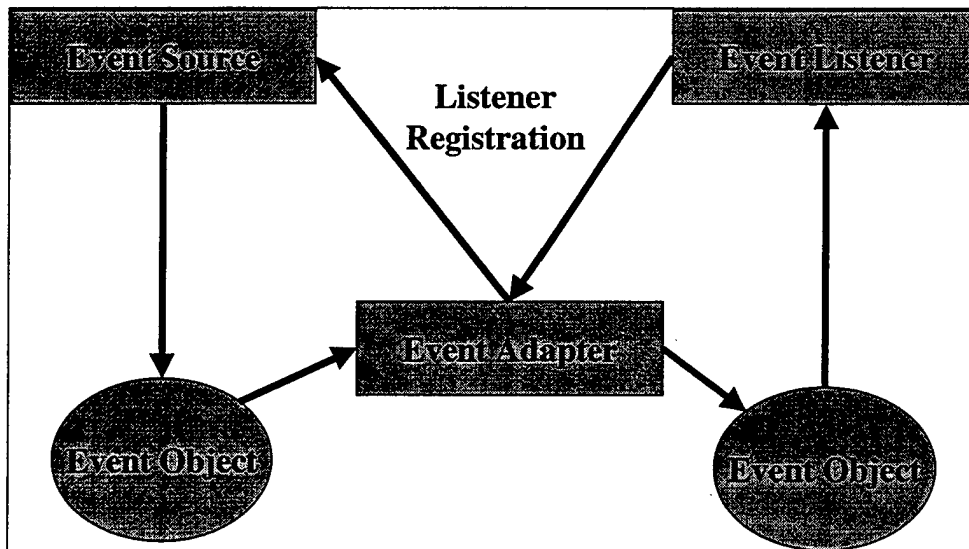 Event Source
Event Listener
Listener
Registration
Event Adapter
Event Object
Event Object